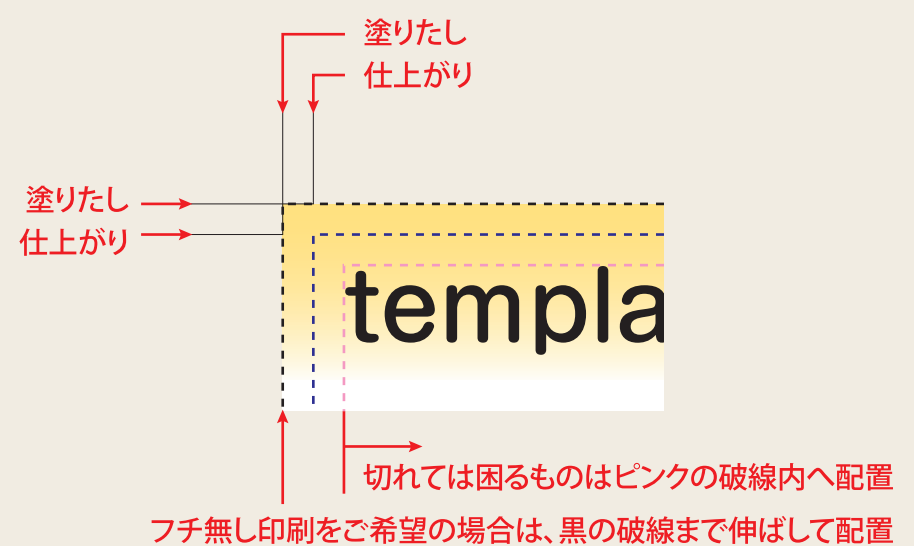 塗りたし
仕上がり
塗りたし
仕上がり
templa
切れては困るものはピンクの破線内へ配置
フチ無し印刷をご希望の場合は、黒の破線まで伸ばして配置